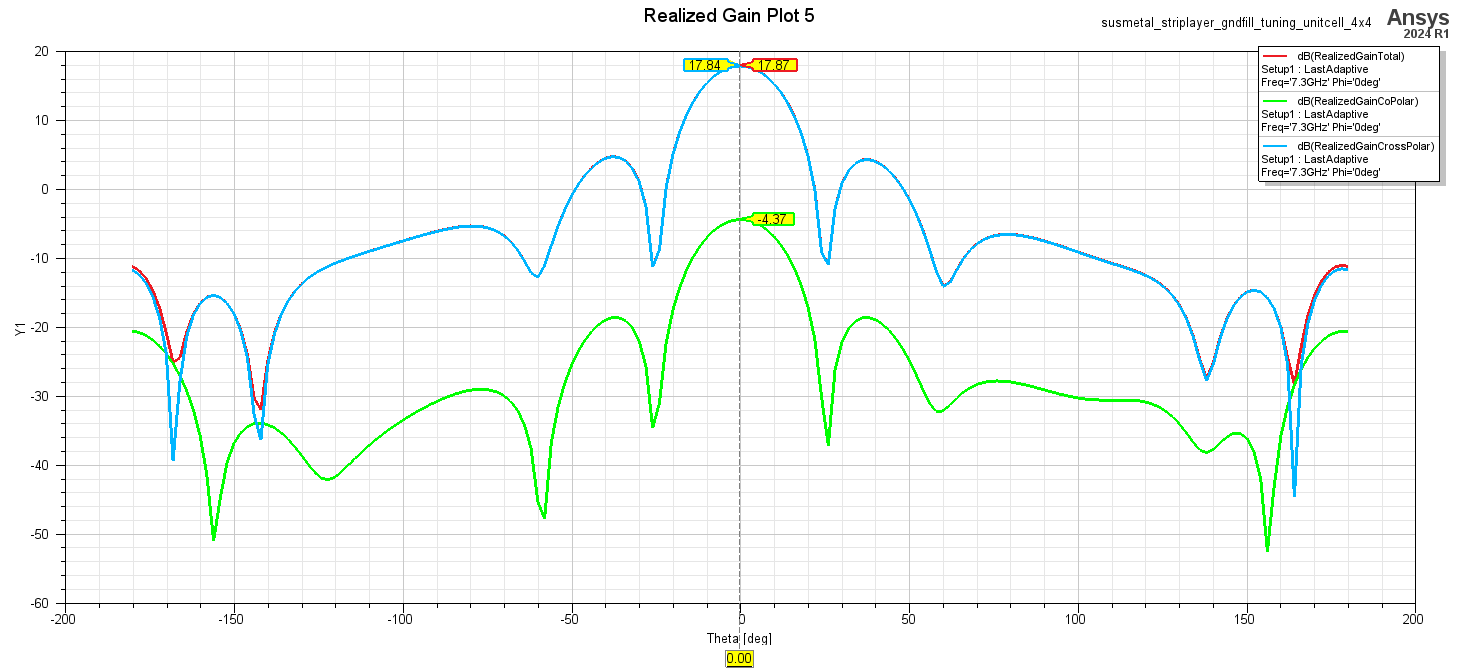 Realized Gain Plot 5
susmetal_striplayer_gndfill_tuning_unitcell_4x4
Ansys
2024 R1
dB(RealizedGainTotal)
Setup1 : LastAdaptive
Freq='7.3GHz' Phi='0deg'
dB(RealizedGainCoPolar)
Setup1 : LastAdaptive
Freq='7.3GHz' Phi='0deg'
dB(RealizedGainCrossPolar)
Setup1 : LastAdaptive
Freq='7.3GHz' Phi='0deg'
17.84
17.87
-4.37
20
10
0
-10
-20
-30
-40
-50
-60
Y1
-200
-150
-100
-50
0
50
100
150
200
Theta [deg]
0.00